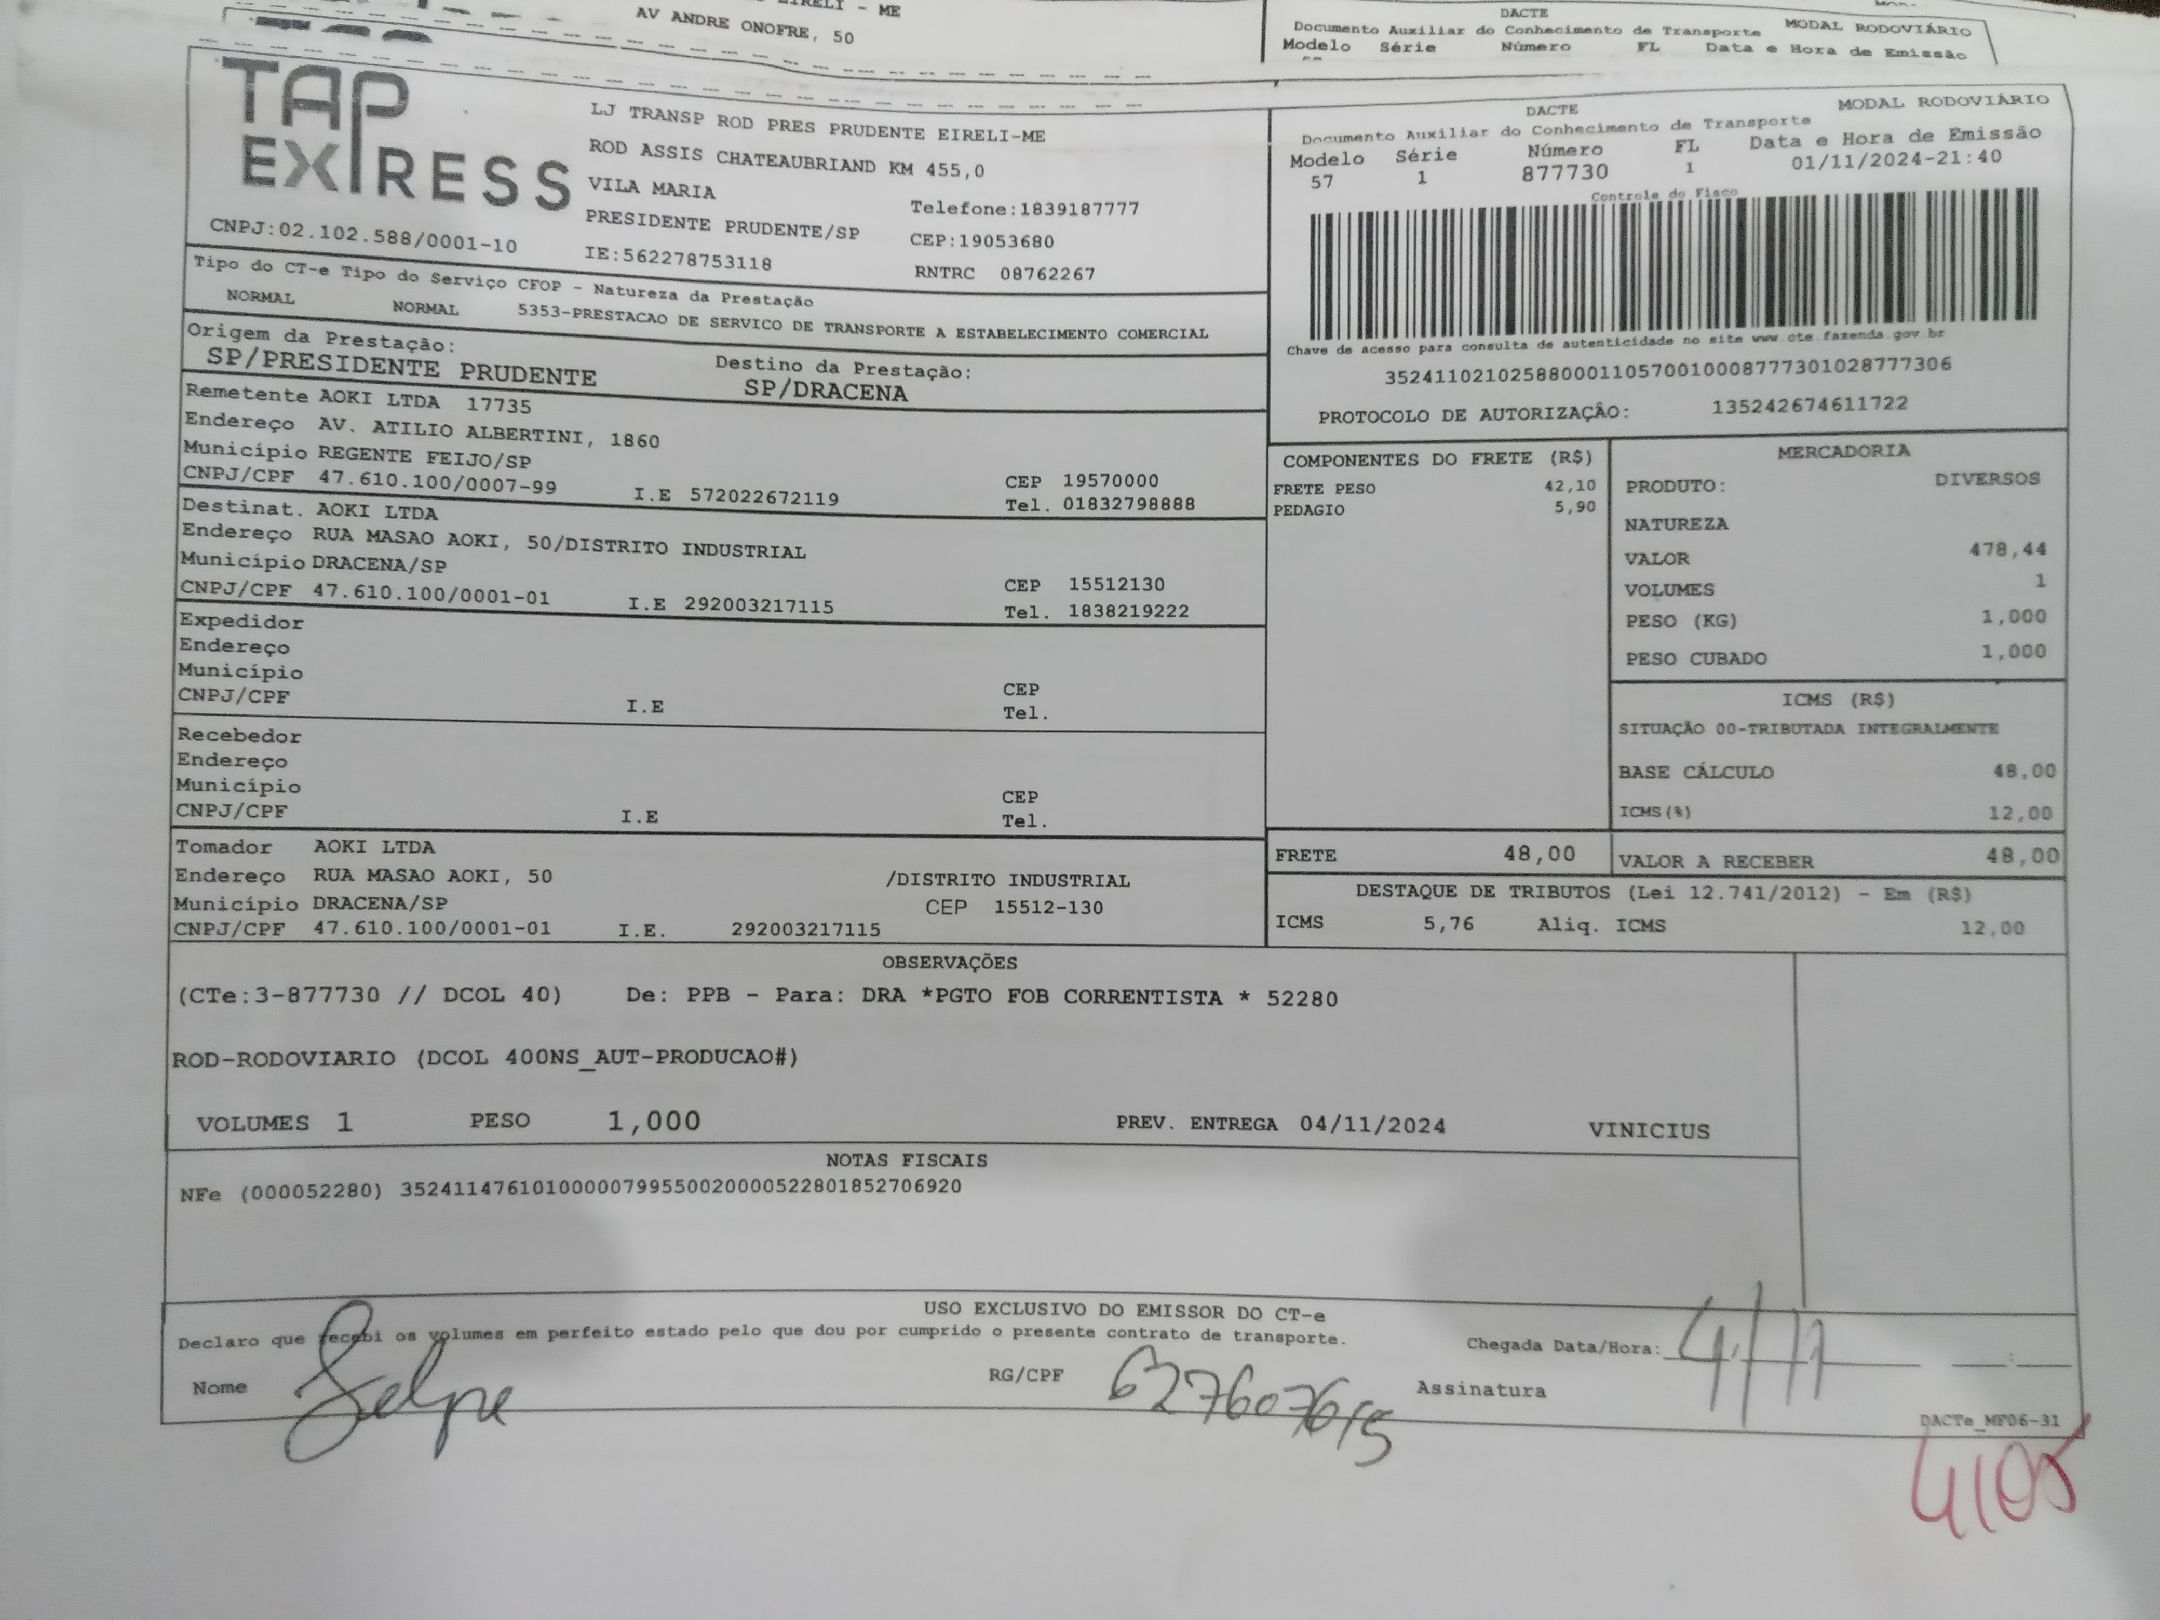 AV ANDRE ONOFRE, 50
DACTE
Documento Auxiliar do Conhecimento de Transporte MODAL RODOVIÁRIO
Modelo Série Número FL Data e Hora de Emissão
TAP EXPRESS
CNPJ:02.102.588/0001-10
LJ TRANSP ROD PRES PRUDENTE EIRELI-ME
ROD ASSIS CHATEAUBRIAND KM 455,0
VILA MARIA
Telefone:1839187777
PRESIDENTE PRUDENTE/SP CEP:19053680
IE:562278753118 RNTRC 08762267
DACTE MODAL RODOVIÁRIO
Documento Auxiliar do Conhecimento de Transporte
Modelo Série Número FL Data e Hora de Emissão
57 1 877730 1 01/11/2024-21:40
Controle do Fisco
Chave de acesso para consulta de autenticidade no site www.cte.fazenda.gov.br
35241102102588000110570010008777301028777306
PROTOCOLO DE AUTORIZAÇÃO: 135242674611722
Tipo do CT-e Tipo do Serviço CFOP - Natureza da Prestação
NORMAL NORMAL 5353-PRESTACAO DE SERVICO DE TRANSPORTE A ESTABELECIMENTO COMERCIAL
Origem da Prestação: Destino da Prestação:
SP/PRESIDENTE PRUDENTE SP/DRACENA
Remetente AOKI LTDA 17735
Endereço AV. ATILIO ALBERTINI, 1860
Município REGENTE FEIJO/SP CEP 19570000
CNPJ/CPF 47.610.100/0007-99 I.E 572022672119 Tel. 01832798888
Destinat. AOKI LTDA
Endereço RUA MASAO AOKI, 50/DISTRITO INDUSTRIAL
Município DRACENA/SP CEP 15512130
CNPJ/CPF 47.610.100/0001-01 I.E 292003217115 Tel. 1838219222
Expedidor
Endereço
Município CEP
CNPJ/CPF I.E Tel.
Recebedor
Endereço
Município CEP
CNPJ/CPF I.E Tel.
Tomador AOKI LTDA
Endereço RUA MASAO AOKI, 50 /DISTRITO INDUSTRIAL
Município DRACENA/SP CEP 15512-130
CNPJ/CPF 47.610.100/0001-01 I.E. 292003217115
COMPONENTES DO FRETE (R$)
FRETE PESO 42,10
PEDAGIO 5,90
MERCADORIA
PRODUTO: DIVERSOS
NATUREZA
VALOR 478,44
VOLUMES 1
PESO (KG) 1,000
PESO CUBADO 1,000
ICMS (R$)
SITUAÇÃO 00-TRIBUTADA INTEGRALMENTE
BASE CÁLCULO 48,00
ICMS(%) 12,00
FRETE 48,00 VALOR A RECEBER 48,00
DESTAQUE DE TRIBUTOS (Lei 12.741/2012) - Em (R$)
ICMS 5,76 Aliq. ICMS 12,00
OBSERVAÇÕES
(CTe:3-877730 // DCOL 40) De: PPB - Para: DRA *PGTO FOB CORRENTISTA * 52280
ROD-RODOVIARIO (DCOL 400NS_AUT-PRODUCAO#)
VOLUMES 1 PESO 1,000 PREV. ENTREGA 04/11/2024 VINICIUS
NOTAS FISCAIS
NFe (000052280) 35241147610100000799550020000522801852706920
USO EXCLUSIVO DO EMISSOR DO CT-e
Declaro que recebi os volumes em perfeito estado pelo que dou por cumprido o presente contrato de transporte. Chegada Data/Hora: 4/11
Nome RG/CPF 6276076 Assinatura
DACTe_MF06-31